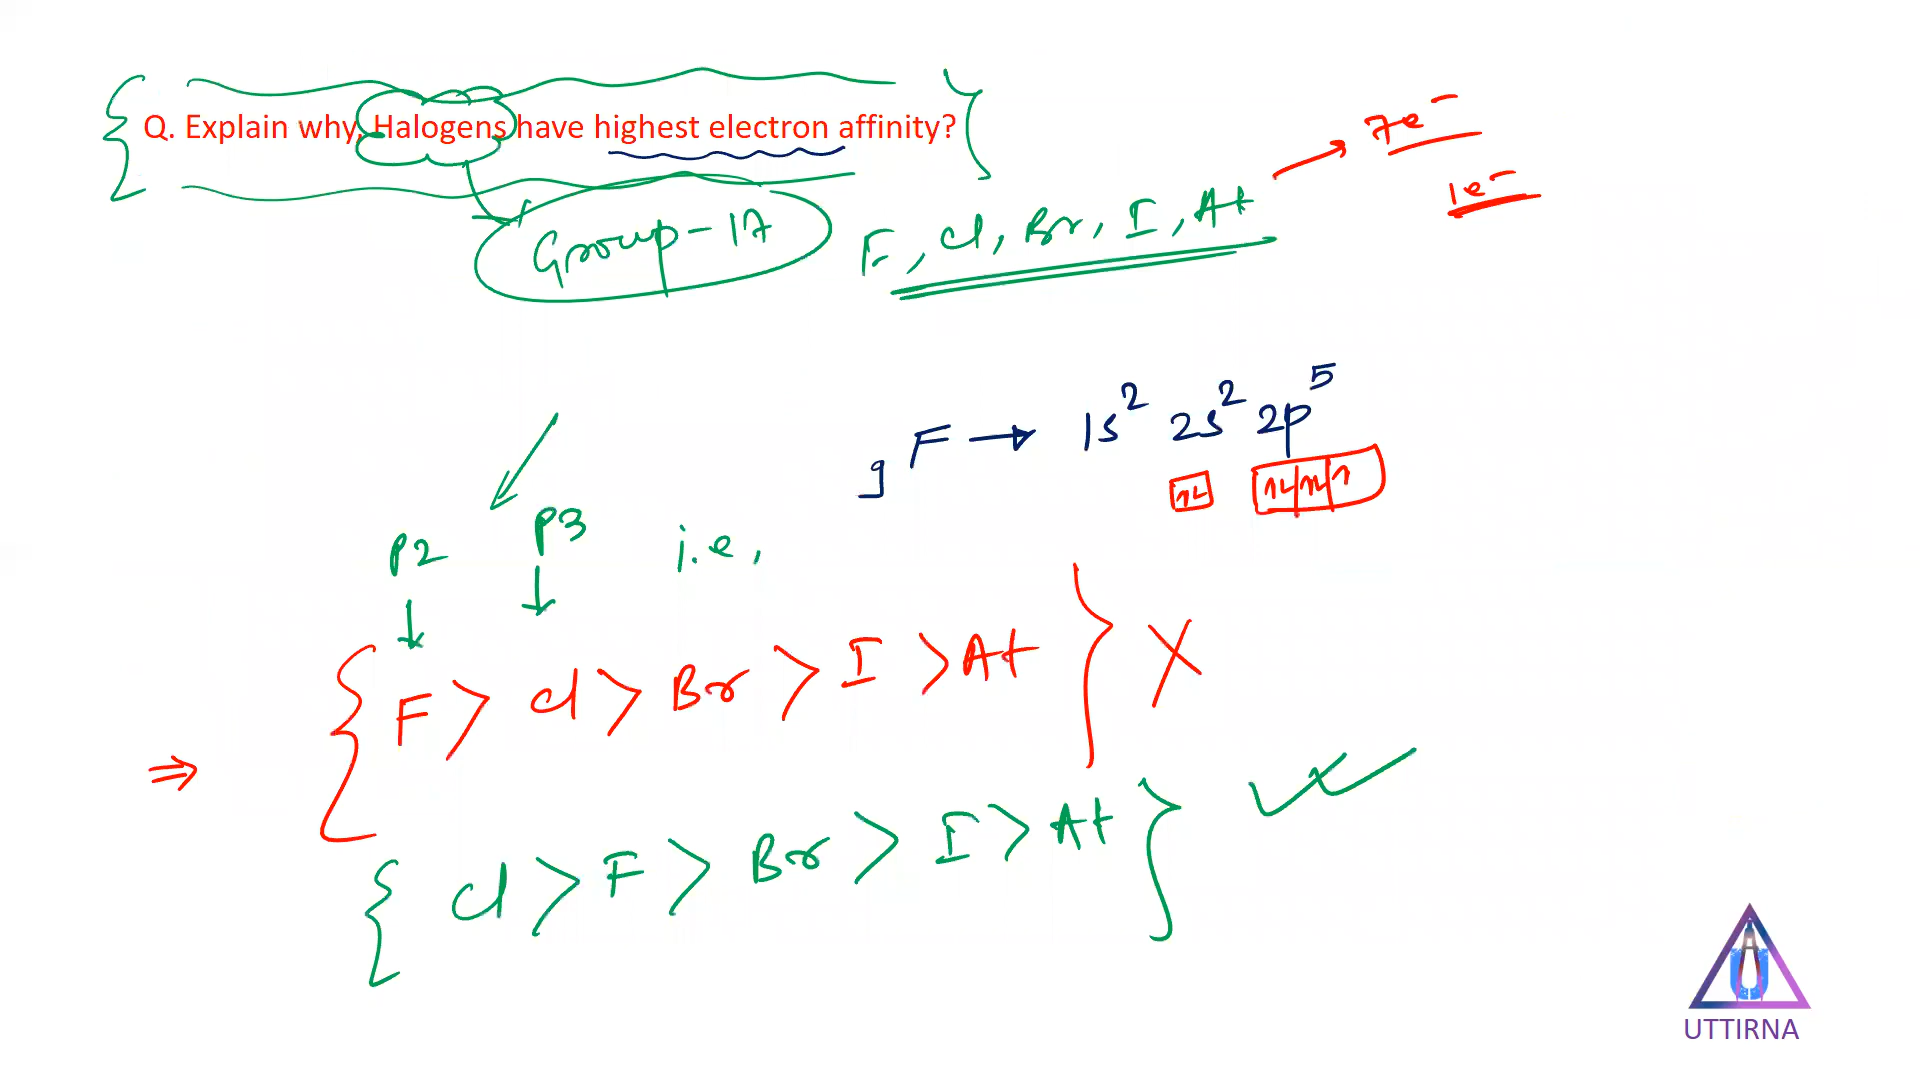 Q. Explain why, Halogens have highest electron affinity?
7e⁻
1e⁻
Group-17
F, Cl, Br, I, At
₉F → 1s² 2s² 2p⁵
↑↓ ↑↓ ↑↓ ↑
P2 P3 i.e,
F > Cl > Br > I > At } X
⇒
{ Cl > F > Br > I > At } ✓✓
UTTIRNA